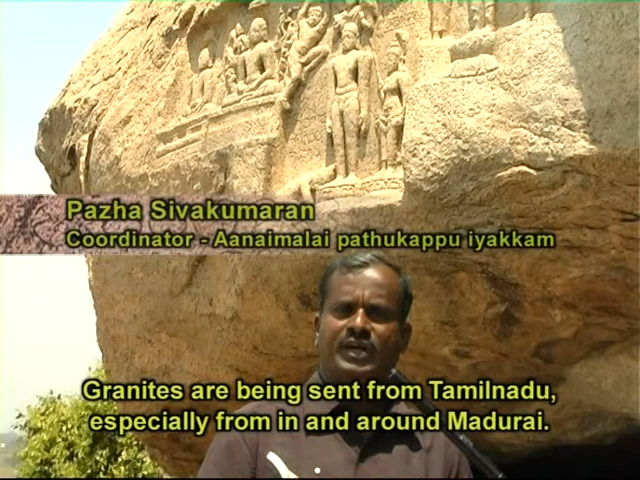 Pazha Sivakumaran
Coordinator - Aanaimalai pathukappu iyakkam
Granites are being sent from Tamilnadu,
especially from in and around Madurai.